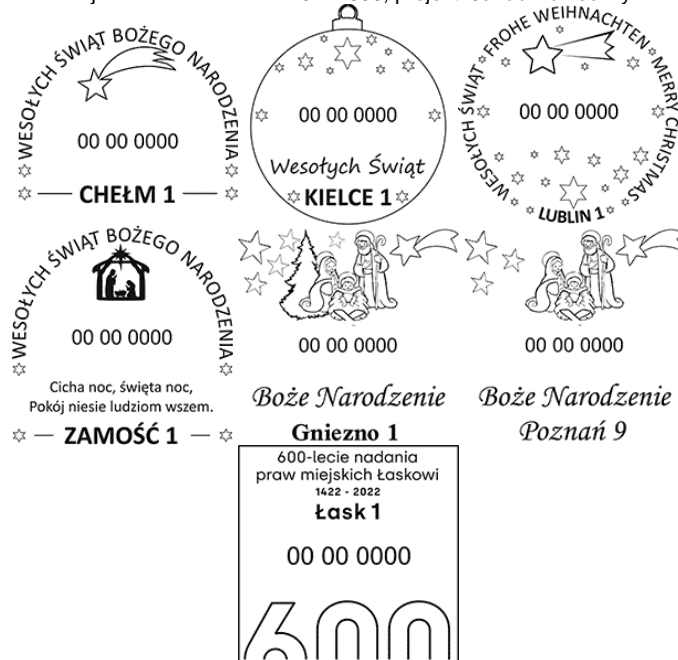 WESOŁYCH ŚWIĄT BOŻEGO NARODZENIA
00 00 0000
CHEŁM 1
00 00 0000
Wesołych Świąt
KIELCE 1
WESOŁYCH ŚWIĄT FROHE WEIHNACHTEN MERRY CHRISTMAS
00 00 0000
LUBLIN 1
WESOŁYCH ŚWIĄT BOŻEGO NARODZENIA
00 00 0000
Cicha noc, święta noc,
Pokój niesie ludziom wszem.
ZAMOŚĆ 1
00 00 0000
Boże Narodzenie
Gniezno 1
00 00 0000
Boże Narodzenie
Poznań 9
600-lecie nadania
praw miejskich Łaskowi
1422 - 2022
Łask 1
00 00 0000
600